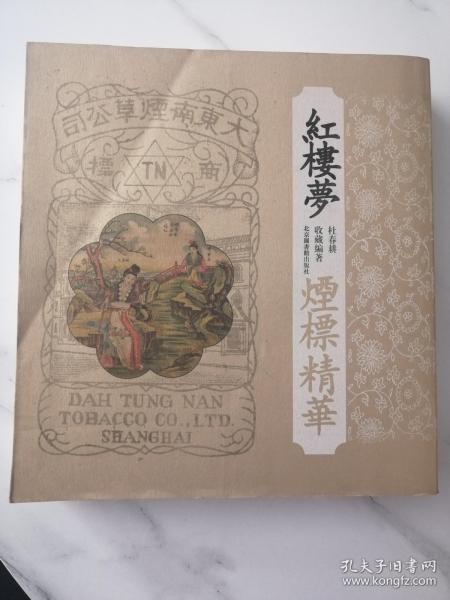 大東南煙草公司
商標
TN
DAH TUNG NAN
TOBACCO CO., LTD.
SHANGHAI
紅樓夢
杜春耕
收藏编著
北京圖書館出版社
煙標精華
孔夫子旧书网
www.kongfz.com